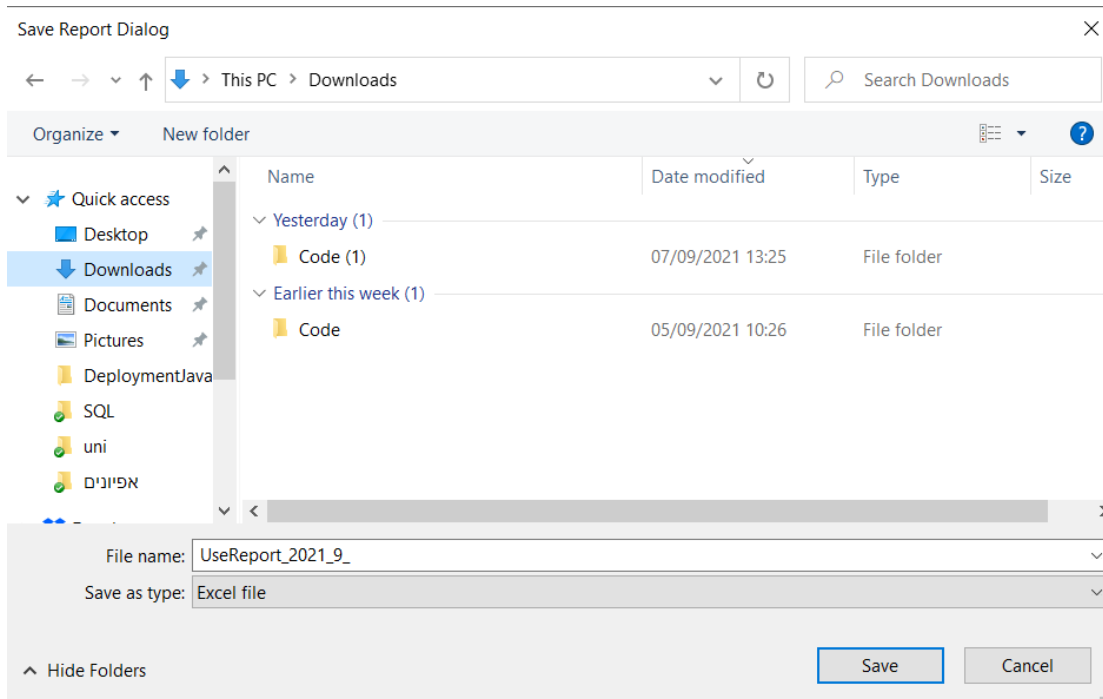 Save Report Dialog
This PC > Downloads
Search Downloads
Organize
New folder
Name Date modified Type Size
Quick access
Desktop
Downloads
Documents
Pictures
DeploymentJava
SQL
uni
אפיונים
Yesterday (1)
Code (1) 07/09/2021 13:25 File folder
Earlier this week (1)
Code 05/09/2021 10:26 File folder
File name: UseReport_2021_9_
Save as type: Excel file
Hide Folders
Save
Cancel